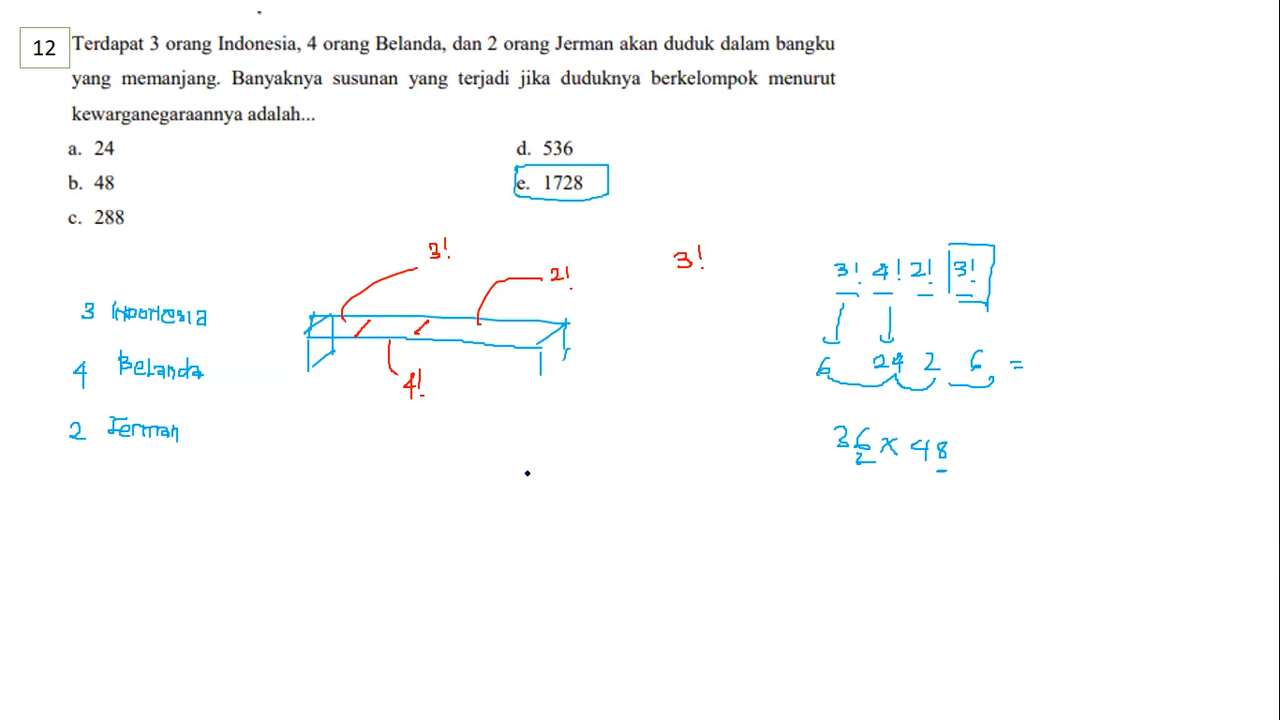 12
Terdapat 3 orang Indonesia, 4 orang Belanda, dan 2 orang Jerman akan duduk dalam bangku
yang memanjang. Banyaknya susunan yang terjadi jika duduknya berkelompok menurut
kewarganegaraannya adalah...
a. 24
b. 48
c. 288
d. 536
e. 1728
3 Indonesia
4 Belanda
2 Jerman
3!
2!
4!
3!
3! 4! 2! 3!
6 24 2 6 =
36 x 48
2